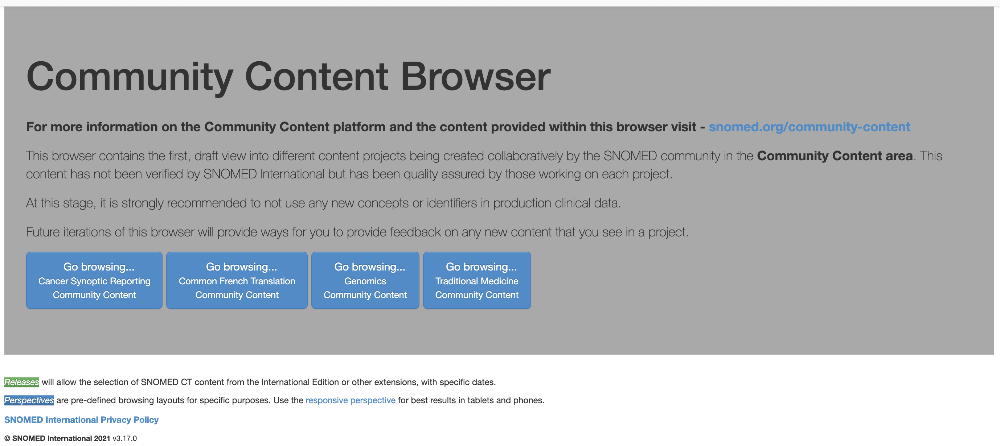 Community Content Browser
For more information on the Community Content platform and the content provided within this browser visit - snomed.org/community-content
This browser contains the first, draft view into different content projects being created collaboratively by the SNOMED community in the Community Content area. This
content has not been verified by SNOMED International but has been quality assured by those working on each project.
At this stage, it is strongly recommended to not use any new concepts or identifiers in production clinical data.
Future iterations of this browser will provide ways for you to provide feedback on any new content that you see in a project.
Go browsing...
Cancer Synoptic Reporting
Community Content
Go browsing...
Common French Translation
Community Content
Go browsing...
Genomics
Community Content
Go browsing...
Traditional Medicine
Community Content
Releases will allow the selection of SNOMED CT content from the International Edition or other extensions, with specific dates.
Perspectives are pre-defined browsing layouts for specific purposes. Use the responsive perspective for best results in tablets and phones.
SNOMED International Privacy Policy
© SNOMED International 2021 v3.17.0